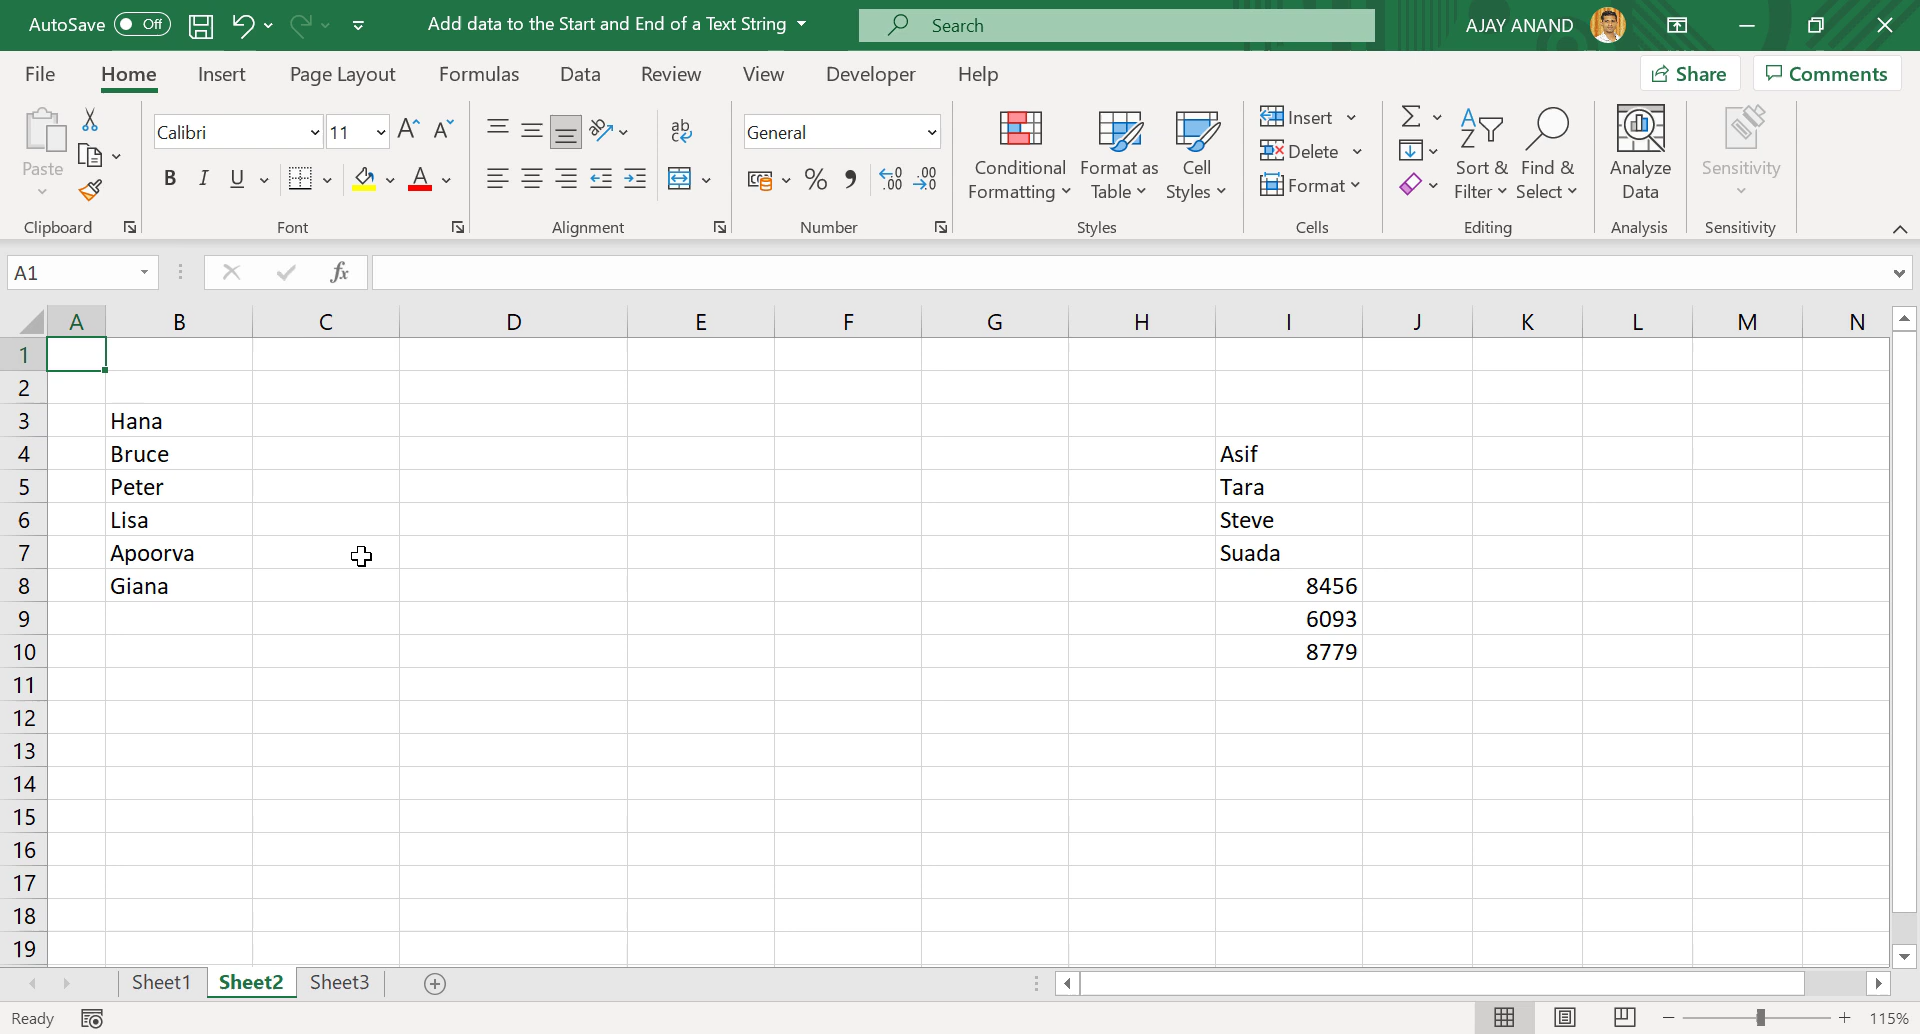 AutoSave Off Add data to the Start and End of a Text String Search AJAY ANAND
File Home Insert Page Layout Formulas Data Review View Developer Help Share Comments
Paste
Clipboard
Calibri 11
B I U A
Font
ab
Alignment
General
% 
Number
Conditional Formatting
Format as Table
Cell Styles
Styles
Insert
Delete
Format
Cells
Sort & Filter
Find & Select
Editing
Analyze Data
Analysis
Sensitivity
Sensitivity
A1 fx
A B C D E F G H I J K L M N
1
2
3 Hana
4 Bruce Asif
5 Peter Tara
6 Lisa Steve
7 Apoorva Suada
8 Giana 8456
9 6093
10 8779
11
12
13
14
15
16
17
18
19
Sheet1 Sheet2 Sheet3
Ready 115%